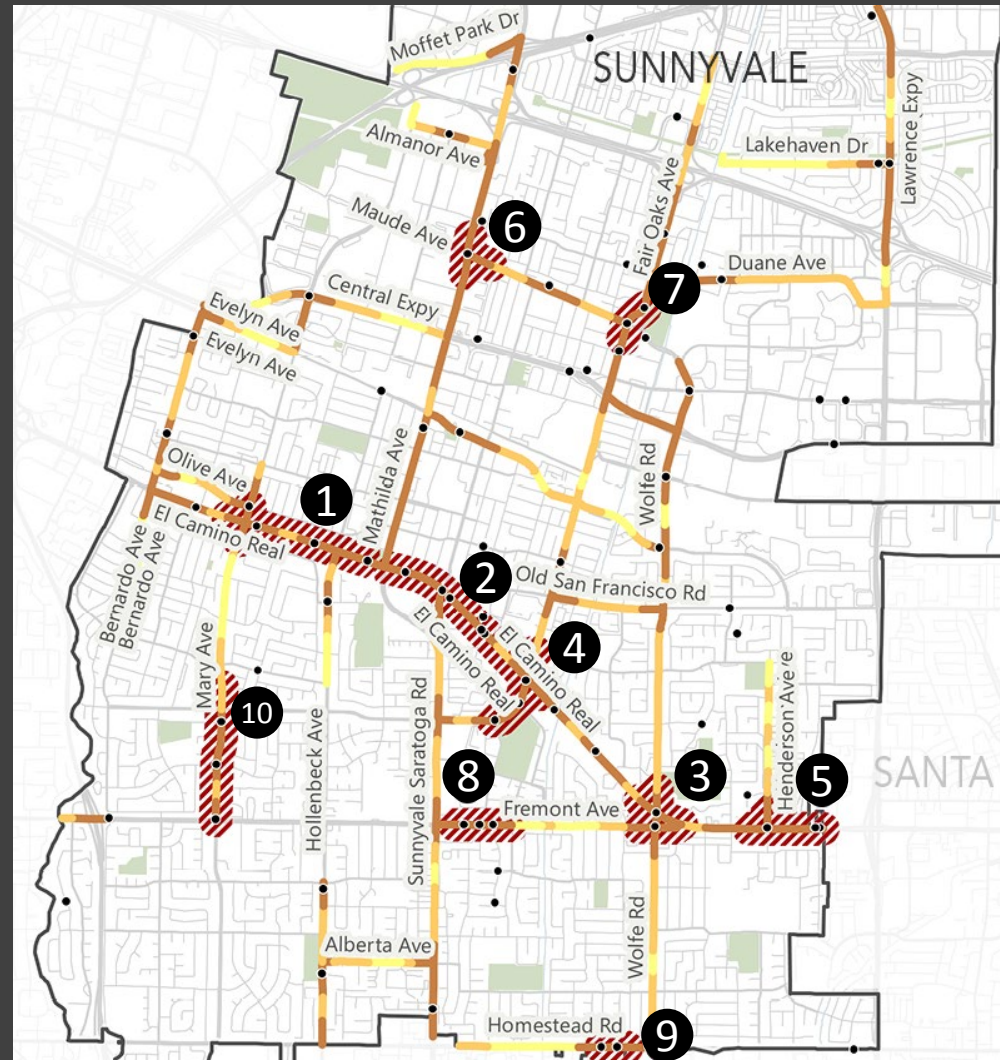 Moffet Park Dr
SUNNYVALE
Almanor Ave
Lakehaven Dr
Lawrence Expy
Fair Oaks Ave
Maude Ave
6
Duane Ave
7
Central Expy
Evelyn Ave
Evelyn Ave
Olive Ave
1
Mathilda Ave
Wolfe Rd
El Camino Real
Bernardo Ave
Bernardo Ave
2
Old San Francisco Rd
El Camino Real
El Camino Real
4
Mary Ave
10
Hollenbeck Ave
Sunnyvale Saratoga Rd
8
Fremont Ave
3
Henderson Ave
5
SANTA
Wolfe Rd
Alberta Ave
Homestead Rd
9